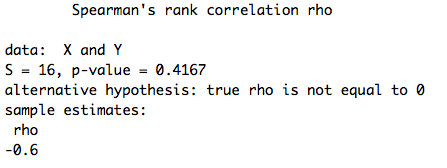 Spearman's rank correlation rho
data:  X and Y
S = 16, p-value = 0.4167
alternative hypothesis: true rho is not equal to 0
sample estimates:
rho
-0.6